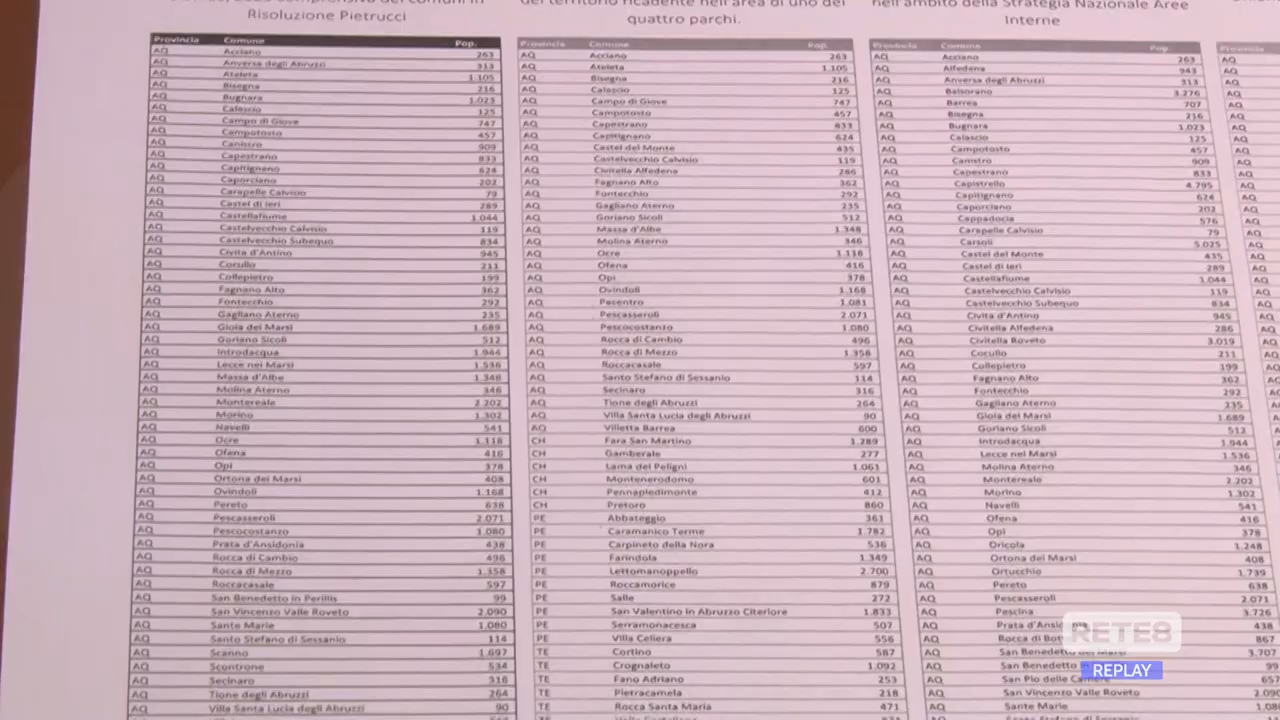 Risoluzione Pietrucci
del territorio ricadente nell'area di uno dei
quattro parchi.
nell'ambito della Strategia Nazionale Aree
Interne
Provincia Comune Pop.
AQ Acciano 263
AQ Anversa degli Abruzzi 313
AQ Ateleta 1.105
AQ Bisegna 216
AQ Bugnara 1.023
AQ Calascio 125
AQ Campo di Giove 747
AQ Campotosto 457
AQ Canistro 909
AQ Capestrano 833
AQ Capitignano 624
AQ Caporciano 202
AQ Carapelle Calvisio 79
AQ Castel di Ieri 289
AQ Castellafiume 1.044
AQ Castelvecchio Calvisio 119
AQ Castelvecchio Subequo 834
AQ Civita d'Antino 945
AQ Cocullo 211
AQ Collepietro 199
AQ Fagnano Alto 362
AQ Fontecchio 292
AQ Gagliano Aterno 235
AQ Gioia dei Marsi 1.689
AQ Goriano Sicoli 512
AQ Introdacqua 1.944
AQ Lecce nei Marsi 1.536
AQ Massa d'Albe 1.348
AQ Molina Aterno 346
AQ Montereale 2.202
AQ Morino 1.302
AQ Navelli 541
AQ Ocre 1.118
AQ Ofena 416
AQ Opi 378
AQ Ortona dei Marsi 408
AQ Ovindoli 1.168
AQ Pereto 638
AQ Pescasseroli 2.071
AQ Pescocostanzo 1.080
AQ Prata d'Ansidonia 438
AQ Rocca di Cambio 496
AQ Rocca di Mezzo 1.358
AQ Roccacasale 597
AQ San Benedetto in Perillis 99
AQ San Vincenzo Valle Roveto 2.090
AQ Sante Marie 1.080
AQ Santo Stefano di Sessanio 114
AQ Scanno 1.697
AQ Scontrone 534
AQ Secinaro 316
AQ Tione degli Abruzzi 264
AQ Villa Santa Lucia degli Abruzzi 90
Provincia Comune Pop.
AQ Acciano 263
AQ Ateleta 1.105
AQ Bisegna 216
AQ Calascio 125
AQ Campo di Giove 747
AQ Campotosto 457
AQ Capestrano 833
AQ Capitignano 624
AQ Castel del Monte 435
AQ Castelvecchio Calvisio 119
AQ Civitella Alfedena 286
AQ Fagnano Alto 362
AQ Fontecchio 292
AQ Gagliano Aterno 235
AQ Goriano Sicoli 512
AQ Massa d'Albe 1.348
AQ Molina Aterno 346
AQ Ocre 1.118
AQ Ofena 416
AQ Opi 378
AQ Ovindoli 1.168
AQ Pacentro 1.081
AQ Pescasseroli 2.071
AQ Pescocostanzo 1.080
AQ Rocca di Cambio 496
AQ Rocca di Mezzo 1.358
AQ Roccacasale 597
AQ Santo Stefano di Sessanio 114
AQ Secinaro 316
AQ Tione degli Abruzzi 264
AQ Villa Santa Lucia degli Abruzzi 90
AQ Villetta Barrea 600
CH Fara San Martino 1.289
CH Gamberale 277
CH Lama dei Peligni 1.061
CH Montenerodomo 601
CH Pennapiedimonte 412
CH Pretoro 860
PE Abbateggio 361
PE Caramanico Terme 1.782
PE Carpineto della Nora 536
PE Farindola 1.349
PE Lettomanoppello 2.700
PE Roccamorice 879
PE Salle 272
PE San Valentino in Abruzzo Citeriore 1.833
PE Serramonacesca 507
PE Villa Celiera 556
TE Cortino 587
TE Crognaleto 1.092
TE Fano Adriano 253
TE Pietracamela 218
TE Rocca Santa Maria 471
Provincia Comune Pop.
AQ Acciano 263
AQ Alfedena 943
AQ Anversa degli Abruzzi 313
AQ Balsorano 3.276
AQ Barrea 707
AQ Bisegna 216
AQ Bugnara 1.023
AQ Calascio 125
AQ Campotosto 457
AQ Canistro 909
AQ Capestrano 833
AQ Capistrello 4.795
AQ Capitignano 624
AQ Caporciano 202
AQ Cappadocia 576
AQ Carapelle Calvisio 79
AQ Carsoli 5.025
AQ Castel del Monte 435
AQ Castel di Ieri 289
AQ Castellafiume 1.044
AQ Castelvecchio Calvisio 119
AQ Castelvecchio Subequo 834
AQ Civita d'Antino 945
AQ Civitella Alfedena 286
AQ Civitella Roveto 3.019
AQ Cocullo 211
AQ Collepietro 199
AQ Fagnano Alto 362
AQ Fontecchio 292
AQ Gagliano Aterno 235
AQ Gioia dei Marsi 1.689
AQ Goriano Sicoli 512
AQ Introdacqua 1.944
AQ Lecce nei Marsi 1.536
AQ Molina Aterno 346
AQ Montereale 2.202
AQ Morino 1.302
AQ Navelli 541
AQ Ofena 416
AQ Opi 378
AQ Oricola 1.248
AQ Ortona dei Marsi 408
AQ Ortucchio 1.739
AQ Pereto 638
AQ Pescasseroli 2.071
AQ Pescina 3.726
AQ Prata d'Ansidonia 438
AQ Rocca di 867
AQ San Benedetto dei Marsi 3.707
AQ San Benedetto 99
AQ San Pio delle Camere 657
AQ San Vincenzo Valle Roveto
AQ Sante Marie
Provincia
RETE8
REPLAY